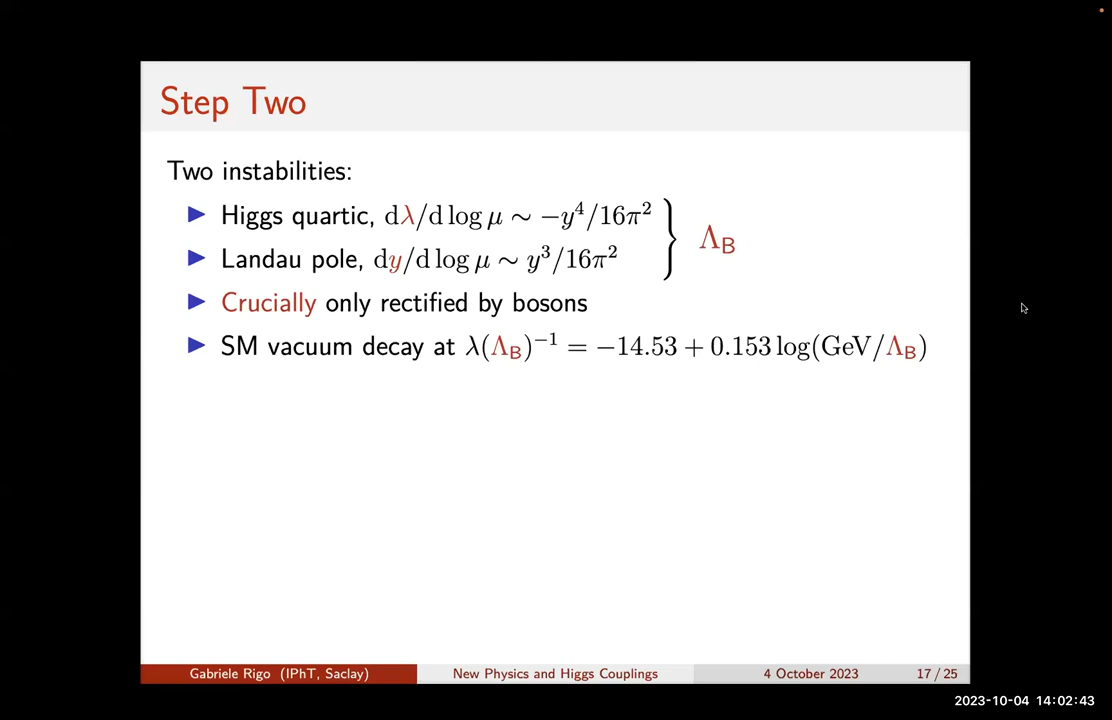 Step Two
Two instabilities:
▶ Higgs quartic, dλ/d log μ ∼ −y⁴/16π²
▶ Landau pole, dy/d log μ ∼ y³/16π²
} Λ_B
▶ Crucially only rectified by bosons
▶ SM vacuum decay at λ(Λ_B)⁻¹ = −14.53 + 0.153 log(GeV/Λ_B)
Gabriele Rigo (IPhT, Saclay) New Physics and Higgs Couplings 4 October 2023 17 / 25
2023-10-04 14:02:43